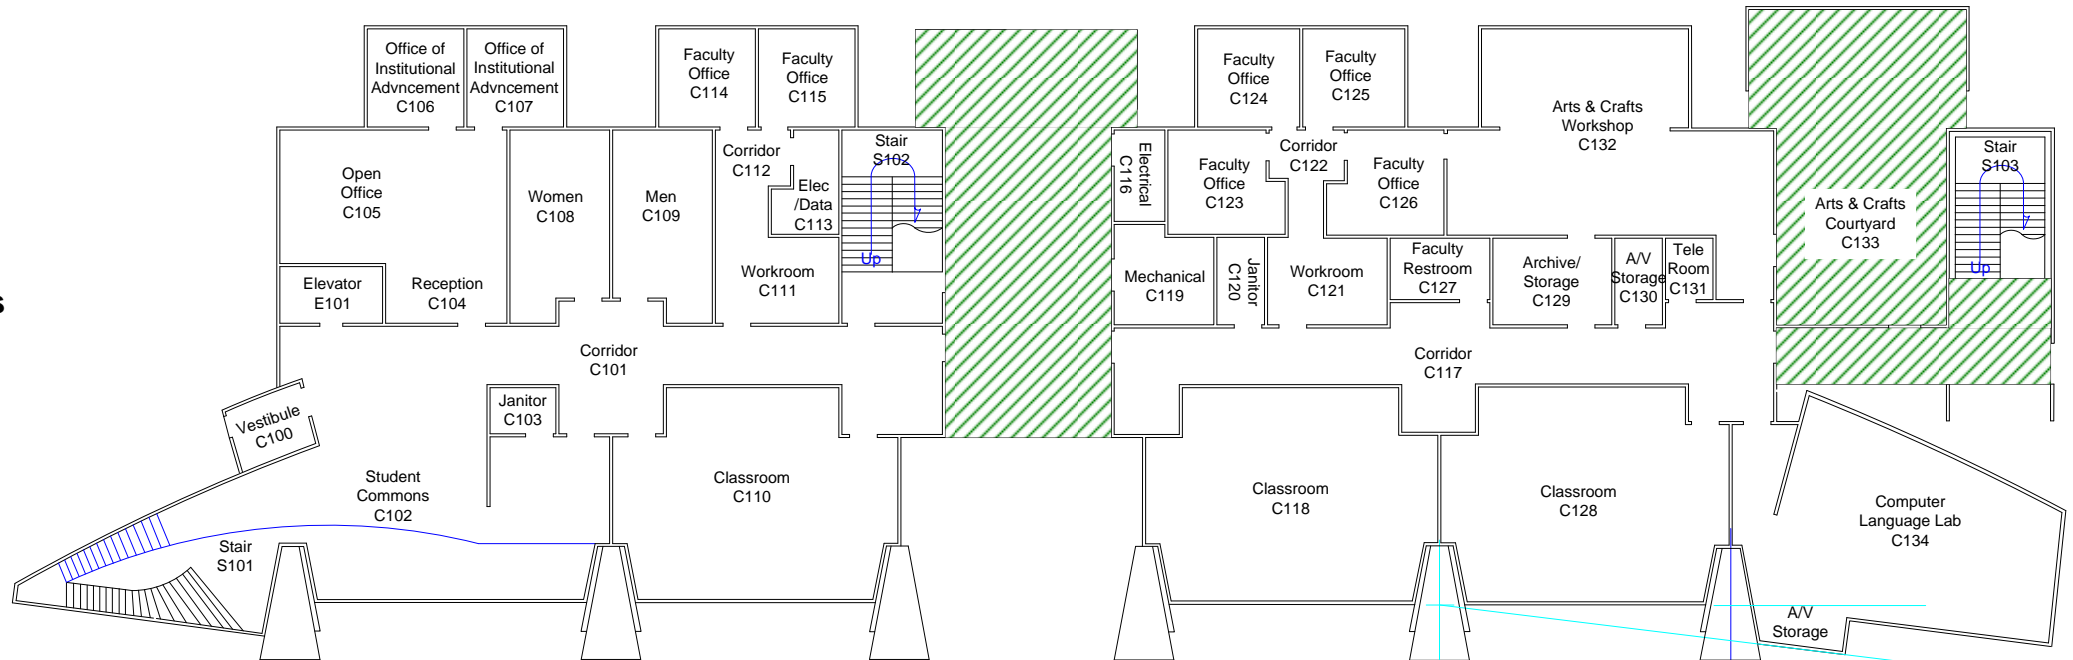 Office of
Institutional
Advncement
C106
Office of
Institutional
Advncement
C107
Faculty
Office
C114
Faculty
Office
C115
Faculty
Office
C124
Faculty
Office
C125
Arts & Crafts
Workshop
C132
Open
Office
C105
Women
C108
Men
C109
Corridor
C112
Elec
/Data
C113
Stair
S102
Up
Electrical
C116
Faculty
Office
C123
Corridor
C122
Faculty
Office
C126
Arts & Crafts
Courtyard
C133
Stair
S103
Up
Elevator
E101
Reception
C104
Workroom
C111
Mechanical
C119
Janitor
C120
Workroom
C121
Faculty
Restroom
C127
Archive/
Storage
C129
A/V
Storage
C130
Tele
Room
C131
s
Corridor
C101
Corridor
C117
Vestibule
C100
Janitor
C103
Student
Commons
C102
Classroom
C110
Classroom
C118
Classroom
C128
Computer
Language Lab
C134
Stair
S101
A/V
Storage